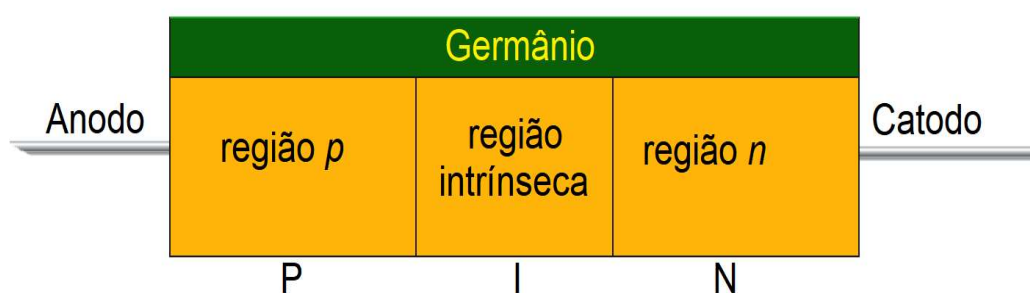 Germânio
Anodo
região p
região
intrínseca
região n
Catodo
P
I
N